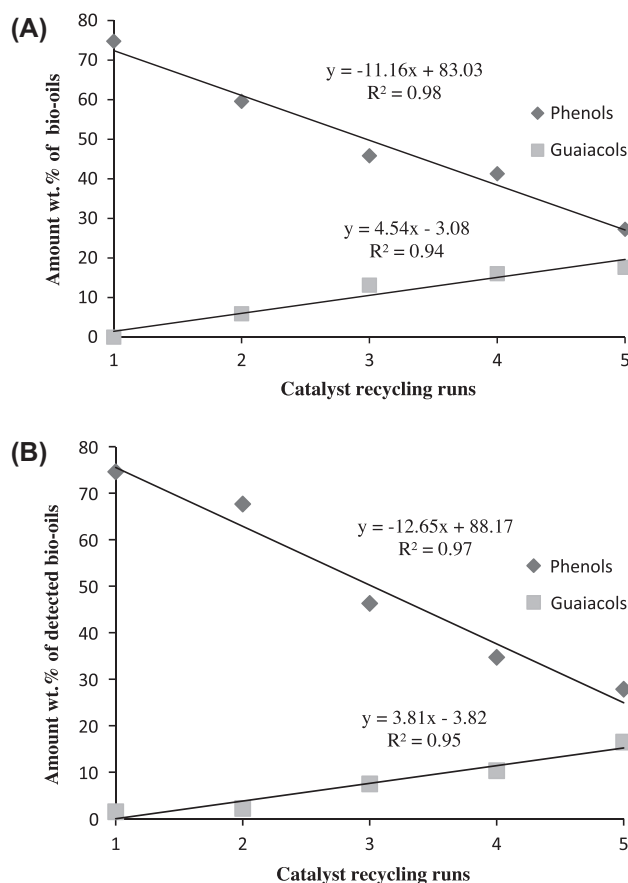 (A)
Amount wt.% of bio-oils
80
70
60
50
40
30
20
10
0
y = -11.16x + 83.03
R² = 0.98
Phenols
Guaiacols
y = 4.54x - 3.08
R² = 0.94
1 2 3 4 5
Catalyst recycling runs
(B)
Amount wt.% of detected bio-oils
80
70
60
50
40
30
20
10
0
y = -12.65x + 88.17
R² = 0.97
Phenols
Guaiacols
y = 3.81x - 3.82
R² = 0.95
1 2 3 4 5
Catalyst recycling runs